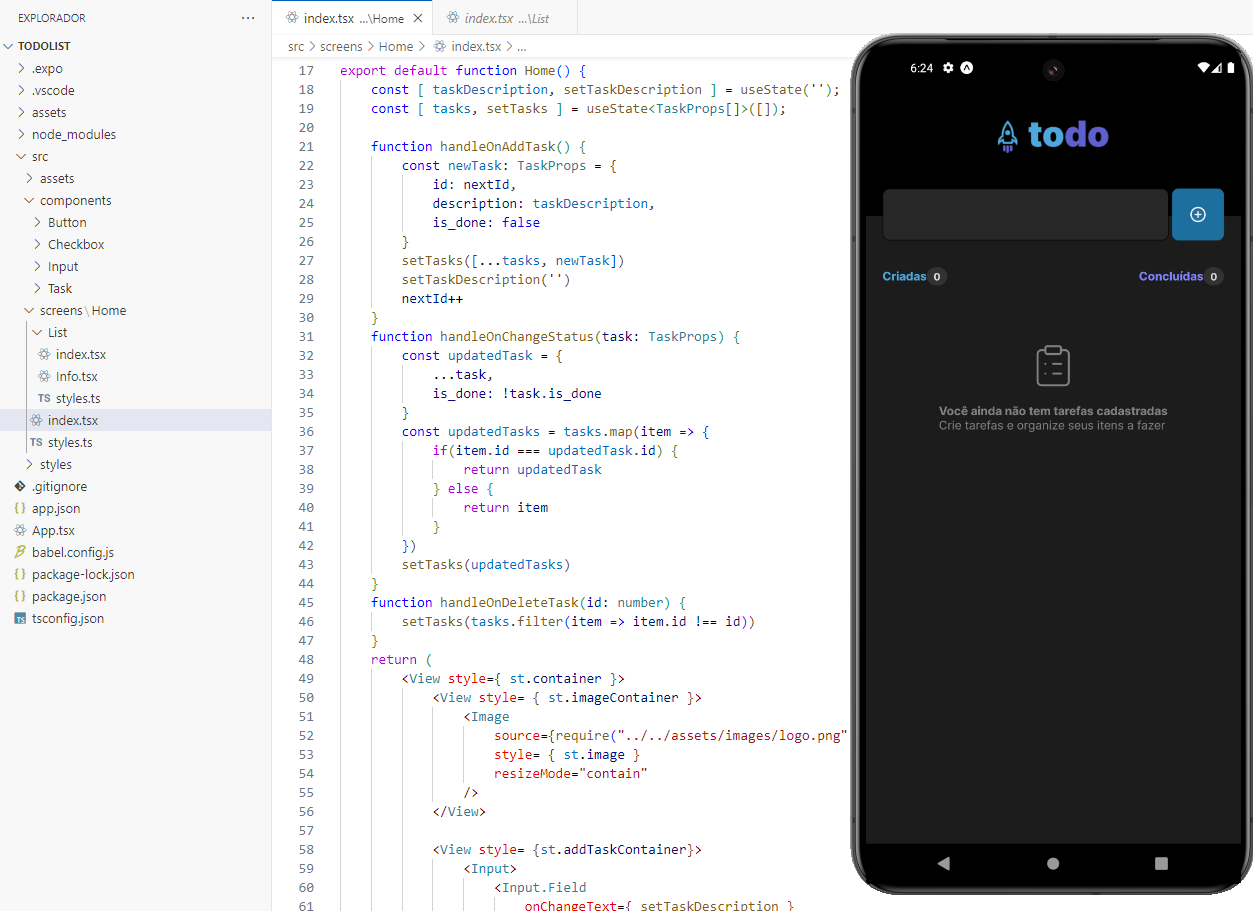 EXPLORADOR
···
TODOLIST
.expo
.vscode
assets
node_modules
src
assets
components
Button
Checkbox
Input
Task
screens \ Home
List
index.tsx
Info.tsx
TS styles.ts
index.tsx
TS styles.ts
styles
.gitignore
{ } app.json
App.tsx
babel.config.js
{ } package-lock.json
{ } package.json
TS tsconfig.json
index.tsx ...\Home
index.tsx ...\List
src > screens > Home > index.tsx > ...
17 export default function Home() {
18 const [ taskDescription, setTaskDescription ] = useState('');
19 const [ tasks, setTasks ] = useState<TaskProps[]>([]);
20
21 function handleOnAddTask() {
22 const newTask: TaskProps = {
23 id: nextId,
24 description: taskDescription,
25 is_done: false
26 }
27 setTasks([...tasks, newTask])
28 setTaskDescription('')
29 nextId++
30 }
31 function handleOnChangeStatus(task: TaskProps) {
32 const updatedTask = {
33 ...task,
34 is_done: !task.is_done
35 }
36 const updatedTasks = tasks.map(item => {
37 if(item.id === updatedTask.id) {
38 return updatedTask
39 } else {
40 return item
41 }
42 })
43 setTasks(updatedTasks)
44 }
45 function handleOnDeleteTask(id: number) {
46 setTasks(tasks.filter(item => item.id !== id))
47 }
48 return (
49 <View style={ st.container }>
50 <View style= { st.imageContainer }>
51 <Image
52 source={require("../../assets/images/logo.png"
53 style= { st.image }
54 resizeMode="contain"
55 />
56 </View>
57
58 <View style= {st.addTaskContainer}>
59 <Input>
60 <Input.Field
61 onChangeText={ setTaskDescription }
6:24
todo
Criadas 0
Concluídas 0
Você ainda não tem tarefas cadastradas
Crie tarefas e organize seus itens a fazer